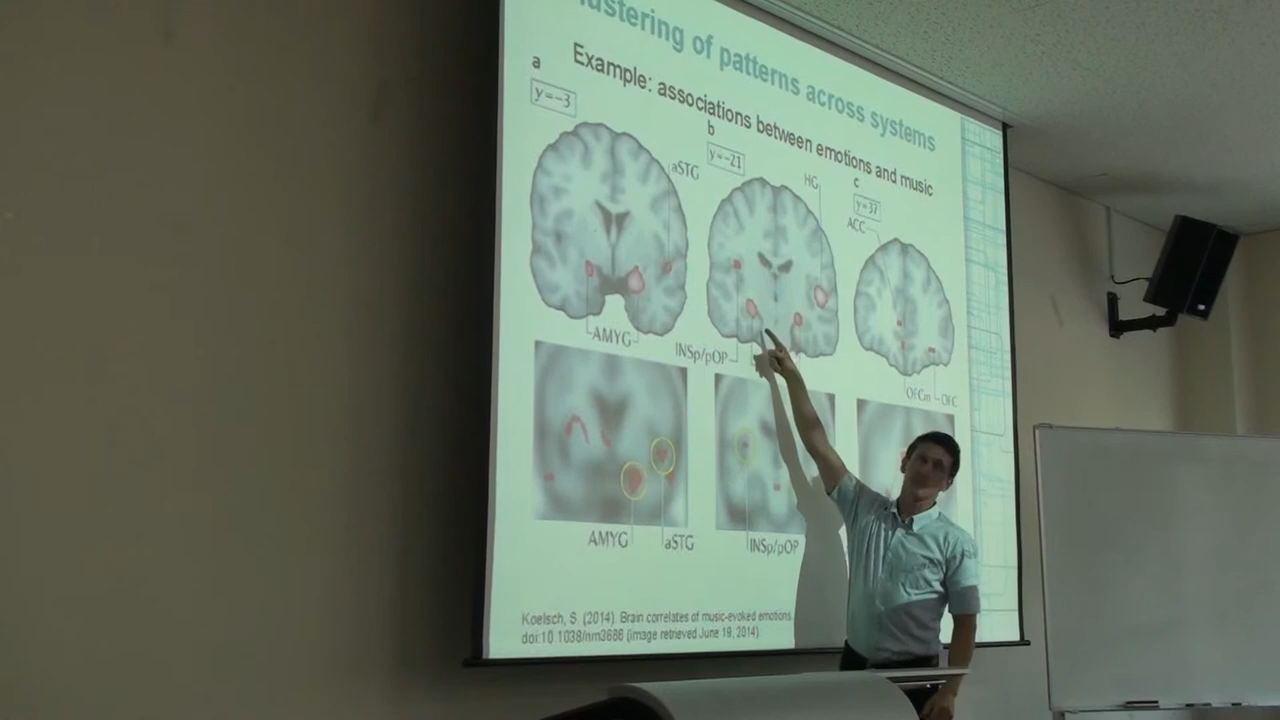 ustering of patterns across systems
Example: associations between emotions and music
a
y=-3
aSTG
AMYG
b
y=-21
HG
INSp/pOP
c
y=37
ACC
OFCm
OFC
AMYG
aSTG
INSp/pOP
Koelsch, S. (2014). Brain correlates of music-evoked emotions
doi:10.1038/nrn3666 (image retrieved June 19, 2014)